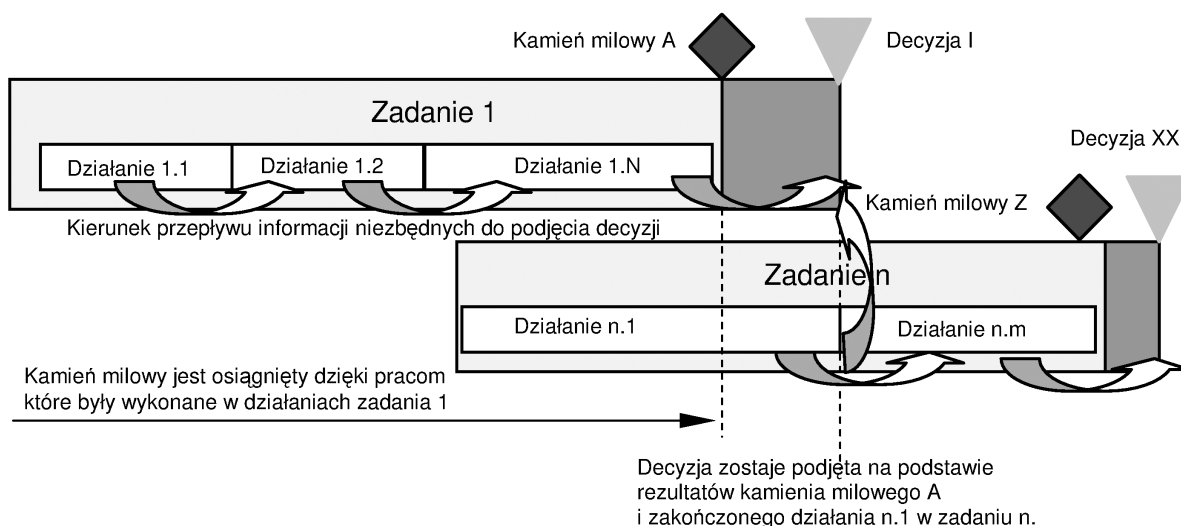 Kamień milowy A
Decyzja I
Zadanie 1
Decyzja XX
Działanie 1.1
Działanie 1.2
Działanie 1.N
Kamień milowy Z
Kierunek przepływu informacji niezbędnych do podjęcia decyzji
Zadanie n
Działanie n.1
Działanie n.m
Kamień milowy jest osiągnięty dzięki pracom
które były wykonane w działaniach zadania 1
Decyzja zostaje podjęta na podstawie
rezultatów kamienia milowego A
i zakończonego działania n.1 w zadaniu n.